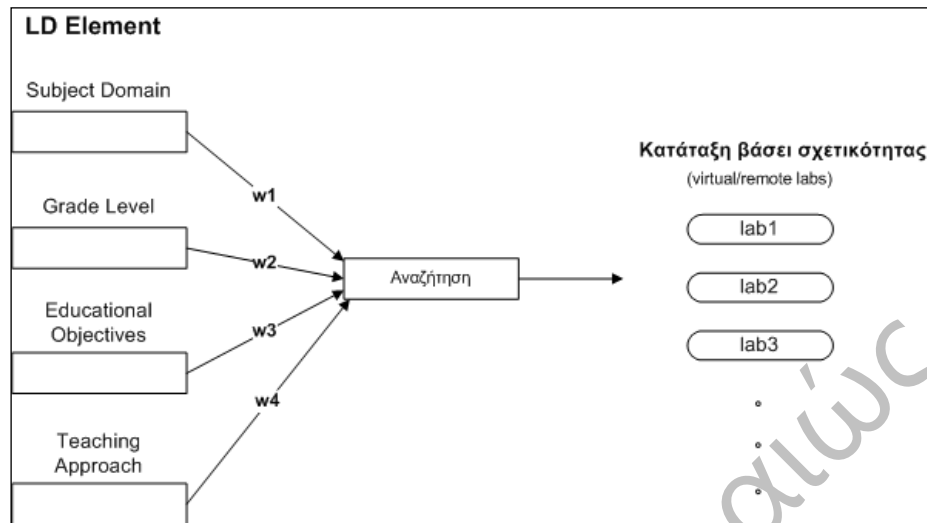 LD Element
Subject Domain
Grade Level
Educational
Objectives
Teaching
Approach
w1
w2
w3
w4
Αναζήτηση
Κατάταξη βάσει σχετικότητας
(virtual/remote labs)
lab1
lab2
lab3